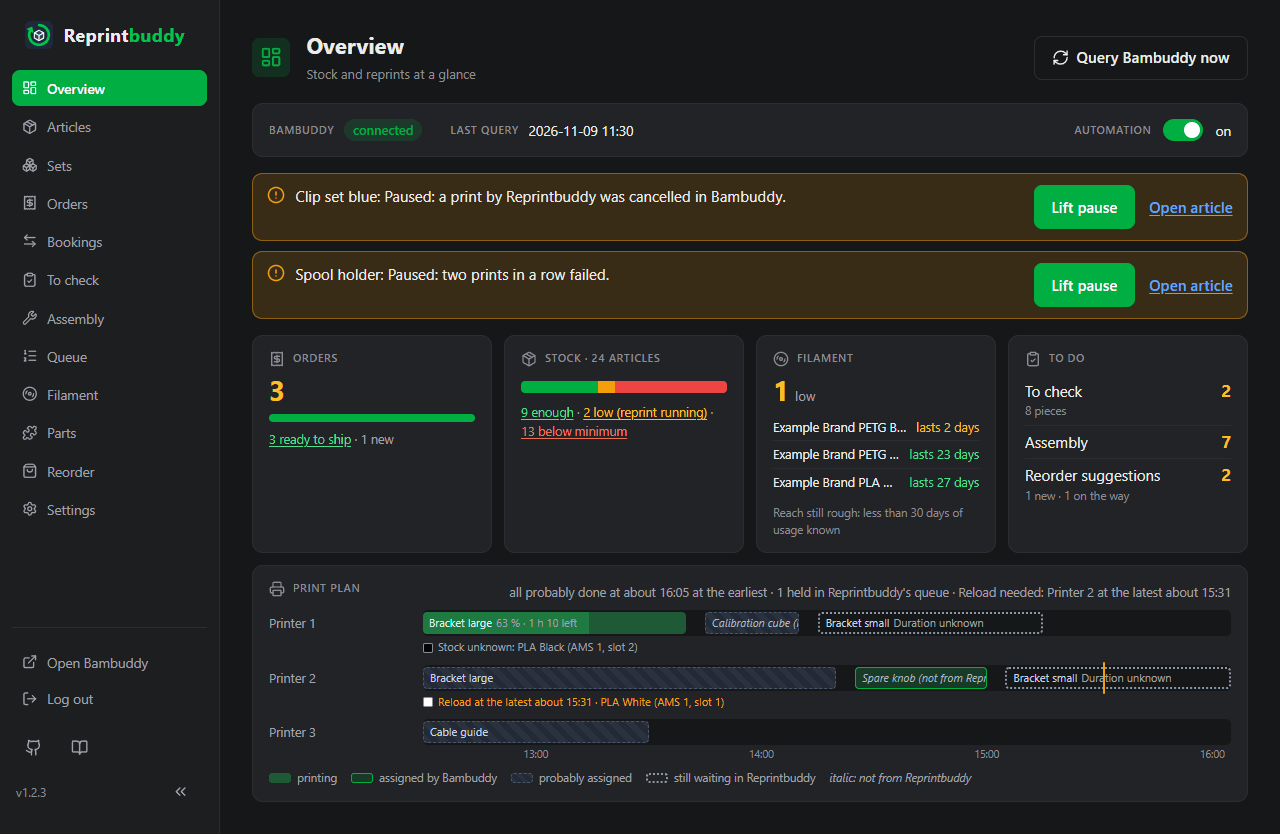 Reprintbuddy
Overview
Articles
Sets
Orders
Bookings
To check
Assembly
Queue
Filament
Parts
Reorder
Settings
Open Bambuddy
Log out
v1.2.3
Overview
Stock and reprints at a glance
Query Bambuddy now
BAMBUDDY connected LAST QUERY 2026-11-09 11:30 AUTOMATION on
Clip set blue: Paused: a print by Reprintbuddy was cancelled in Bambuddy. Lift pause Open article
Spool holder: Paused: two prints in a row failed. Lift pause Open article
ORDERS
3
3 ready to ship · 1 new
STOCK · 24 ARTICLES
9 enough · 2 low (reprint running) ·
13 below minimum
FILAMENT
1 low
Example Brand PETG B... lasts 2 days
Example Brand PETG ... lasts 23 days
Example Brand PLA ... lasts 27 days
Reach still rough: less than 30 days of
usage known
TO DO
To check 2
8 pieces
Assembly 7
Reorder suggestions 2
1 new · 1 on the way
PRINT PLAN
all probably done at about 16:05 at the earliest · 1 held in Reprintbuddy's queue · Reload needed: Printer 2 at the latest about 15:31
Printer 1 Bracket large 63 % · 1 h 10 left Calibration cube ( Bracket small Duration unknown
Stock unknown: PLA Black (AMS 1, slot 2)
Printer 2 Bracket large Spare knob (not from Repr Bracket small Duration unknown
Reload at the latest about 15:31 · PLA White (AMS 1, slot 1)
Printer 3 Cable guide
13:00 14:00 15:00 16:00
printing assigned by Bambuddy probably assigned still waiting in Reprintbuddy italic: not from Reprintbuddy